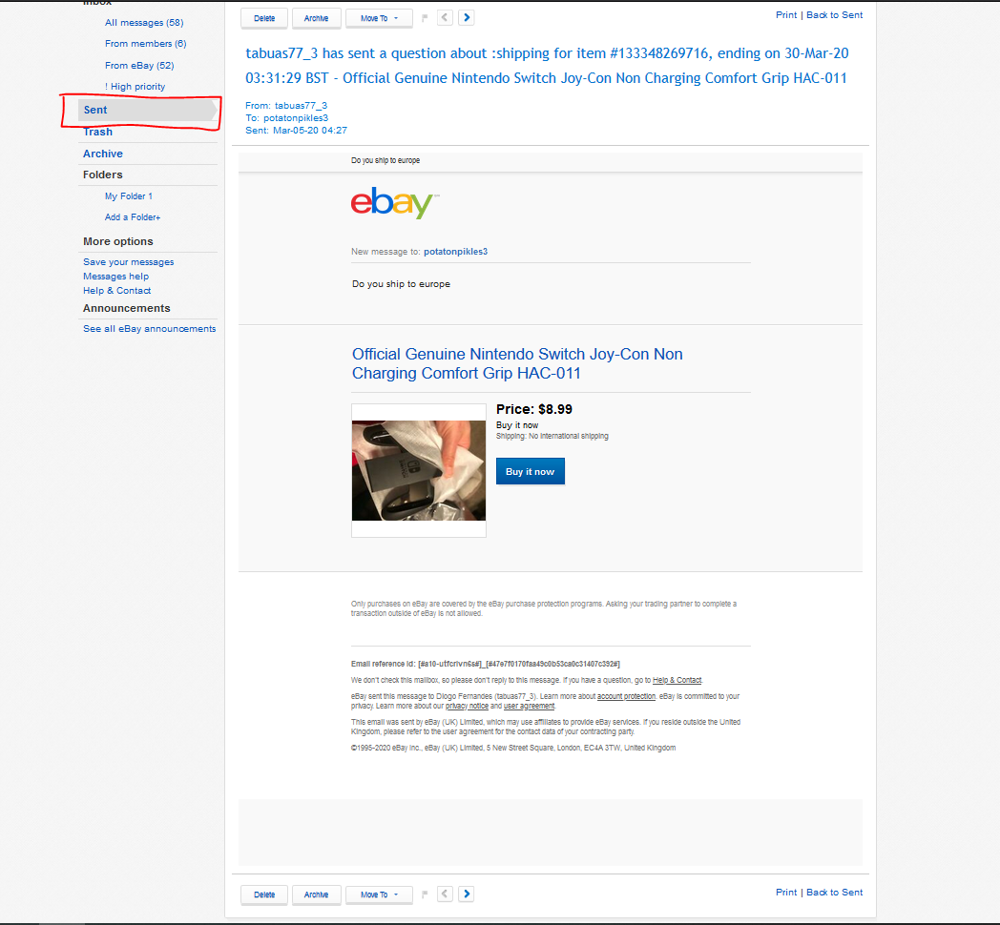 Inbox
All messages (58)
From members (6)
From eBay (52)
! High priority
Sent
Trash
Archive
Folders
My Folder 1
Add a Folder+
More options
Save your messages
Messages help
Help & Contact
Announcements
See all eBay announcements
Delete Archive Move To
Print | Back to Sent
tabuas77_3 has sent a question about :shipping for item #133348269716, ending on 30-Mar-20
03:31:29 BST - Official Genuine Nintendo Switch Joy-Con Non Charging Comfort Grip HAC-011
From: tabuas77_3
To: potatonpikles3
Sent: Mar-05-20 04:27
Do you ship to europe
ebay
New message to: potatonpikles3
Do you ship to europe
Official Genuine Nintendo Switch Joy-Con Non
Charging Comfort Grip HAC-011
Price: $8.99
Buy it now
Shipping: No International shipping
Buy it now
Only purchases on eBay are covered by the eBay purchase protection programs. Asking your trading partner to complete a
transaction outside of eBay is not allowed.
Email reference id: [#a10-utfcrlvn6s#]_[#47e7f0170faa49c0b53ca0c31407c392#]
We don't check this mailbox, so please don't reply to this message. If you have a question, go to Help & Contact.
eBay sent this message to Diogo Fernandes (tabuas77_3). Learn more about account protection. eBay is committed to your
privacy. Learn more about our privacy notice and user agreement.
This email was sent by eBay (UK) Limited, which may use affiliates to provide eBay services. If you reside outside the United
Kingdom, please refer to the user agreement for the contact data of your contracting party.
©1995-2020 eBay Inc., eBay (UK) Limited, 5 New Street Square, London, EC4A 3TW, United Kingdom
Delete Archive Move To
Print | Back to Sent